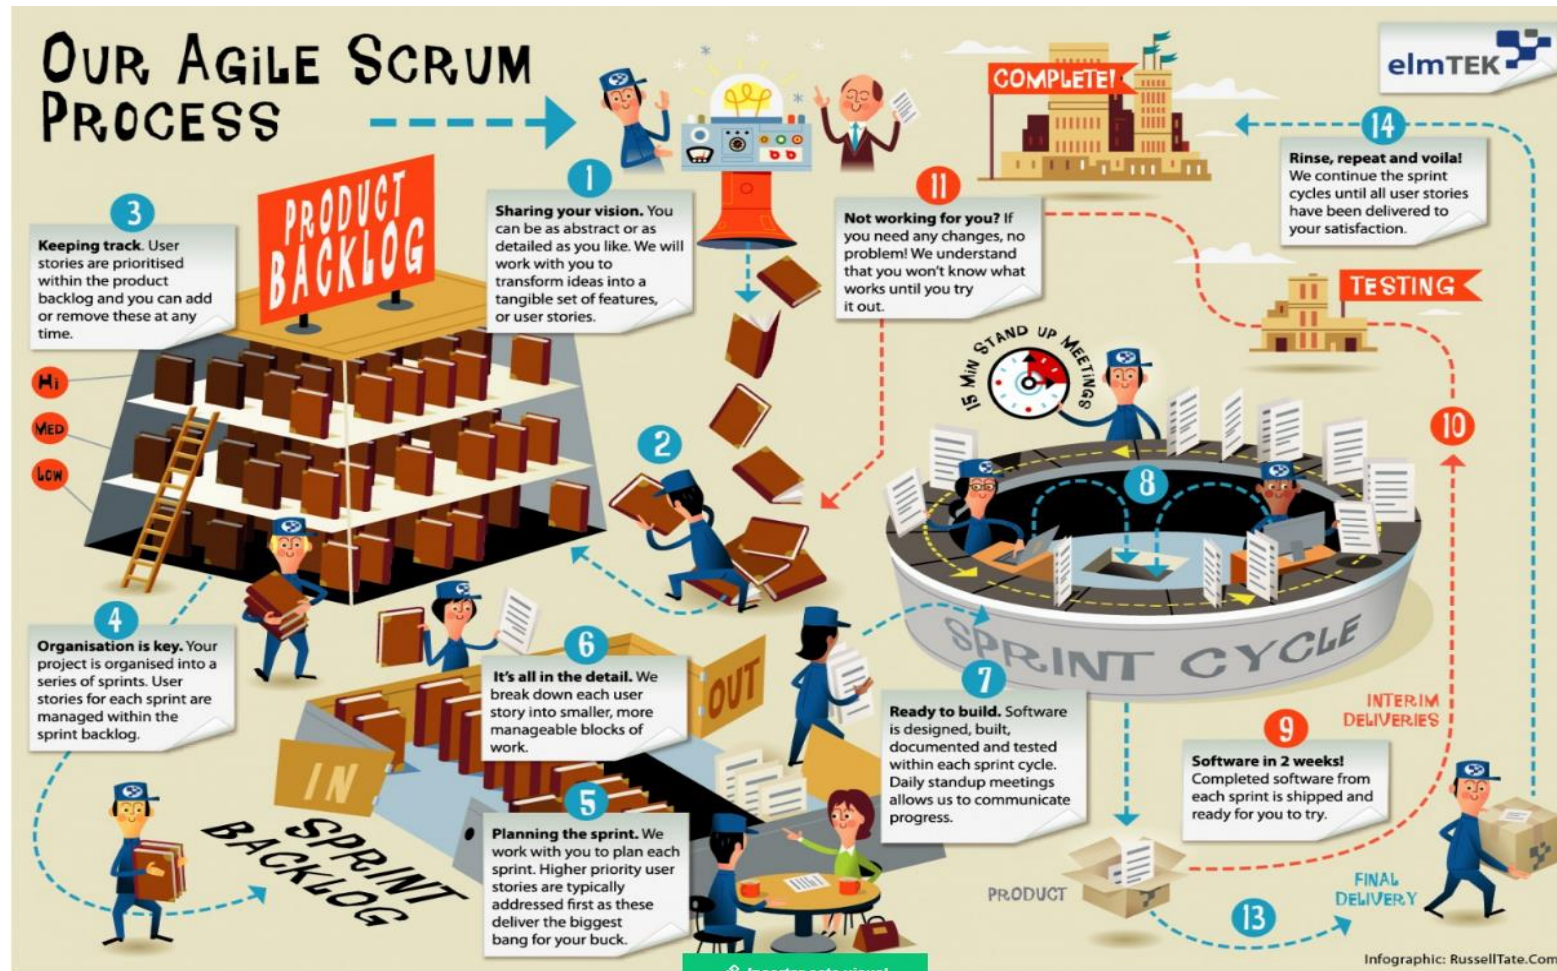 OUR AGILE SCRUM
PROCESS
elmTEK
COMPLETE!
1
Sharing your vision. You
can be as abstract or as
detailed as you like. We will
work with you to
transform ideas into a
tangible set of features,
or user stories.
2
3
Keeping track. User
stories are prioritised
within the product
backlog and you can add
or remove these at any
time.
PRODUCT
BACKLOG
HI
MED
LOW
4
Organisation is key. Your
project is organised into a
series of sprints. User
stories for each sprint are
managed within the
sprint backlog.
IN
OUT
SPRINT
BACKLOG
5
Planning the sprint. We
work with you to plan each
sprint. Higher priority user
stories are typically
addressed first as these
deliver the biggest
bang for your buck.
6
It's all in the detail. We
break down each user
story into smaller, more
manageable blocks of
work.
7
Ready to build. Software
is designed, built,
documented and tested
within each sprint cycle.
Daily standup meetings
allows us to communicate
progress.
15 MIN STAND UP MEETINGS
8
SPRINT CYCLE
9
Software in 2 weeks!
Completed software from
each sprint is shipped and
ready for you to try.
PRODUCT
INTERIM
DELIVERIES
10
TESTING
11
Not working for you? If
you need any changes, no
problem! We understand
that you won't know what
works until you try
it out.
13
FINAL
DELIVERY
14
Rinse, repeat and voila!
We continue the sprint
cycles until all user stories
have been delivered to
your satisfaction.
Infographic: RussellTate.Com